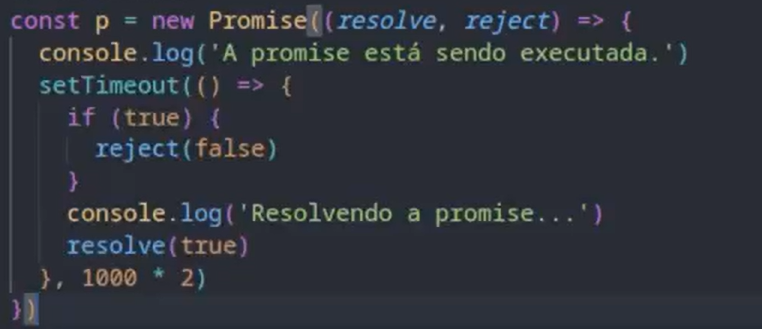 const p = new Promise((resolve, reject) => {
  console.log('A promise está sendo executada.')
  setTimeout(() => {
    if (true) {
      reject(false)
    }
    console.log('Resolvendo a promise...')
    resolve(true)
  }, 1000 * 2)
})